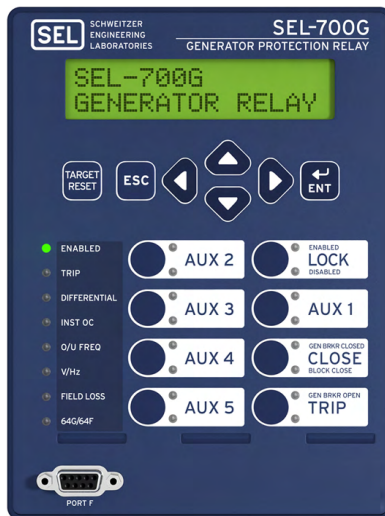 SEL
SCHWEITZER
ENGINEERING
LABORATORIES
SEL-700G
GENERATOR PROTECTION RELAY
SEL-700G
GENERATOR RELAY
TARGET
RESET
ESC
ENT
ENABLED
TRIP
DIFFERENTIAL
INST OC
O/U FREQ
V/Hz
FIELD LOSS
64G/64F
AUX 2
ENABLED
LOCK
DISABLED
AUX 3
AUX 1
AUX 4
GEN BRKR CLOSED
CLOSE
BLOCK CLOSE
AUX 5
GEN BRKR OPEN
TRIP
PORT F